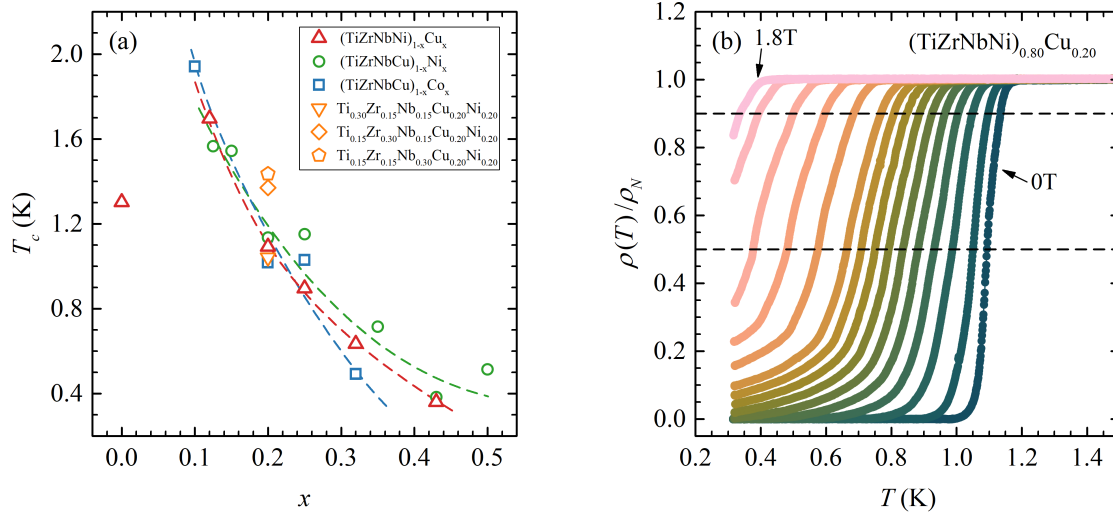 (a)
(TiZrNbNi)1-xCux
(TiZrNbCu)1-xNix
(TiZrNbCu)1-xCox
Ti0.30Zr0.15Nb0.15Cu0.20Ni0.20
Ti0.15Zr0.30Nb0.15Cu0.20Ni0.20
Ti0.15Zr0.15Nb0.30Cu0.20Ni0.20
2.0
1.6
1.2
0.8
0.4
Tc (K)
0.0 0.1 0.2 0.3 0.4 0.5
x
(b)
1.8T
(TiZrNbNi)0.80Cu0.20
0T
1.0
0.8
0.6
0.4
0.2
0.0
ρ(T)/ρN
0.2 0.4 0.6 0.8 1.0 1.2 1.4
T (K)